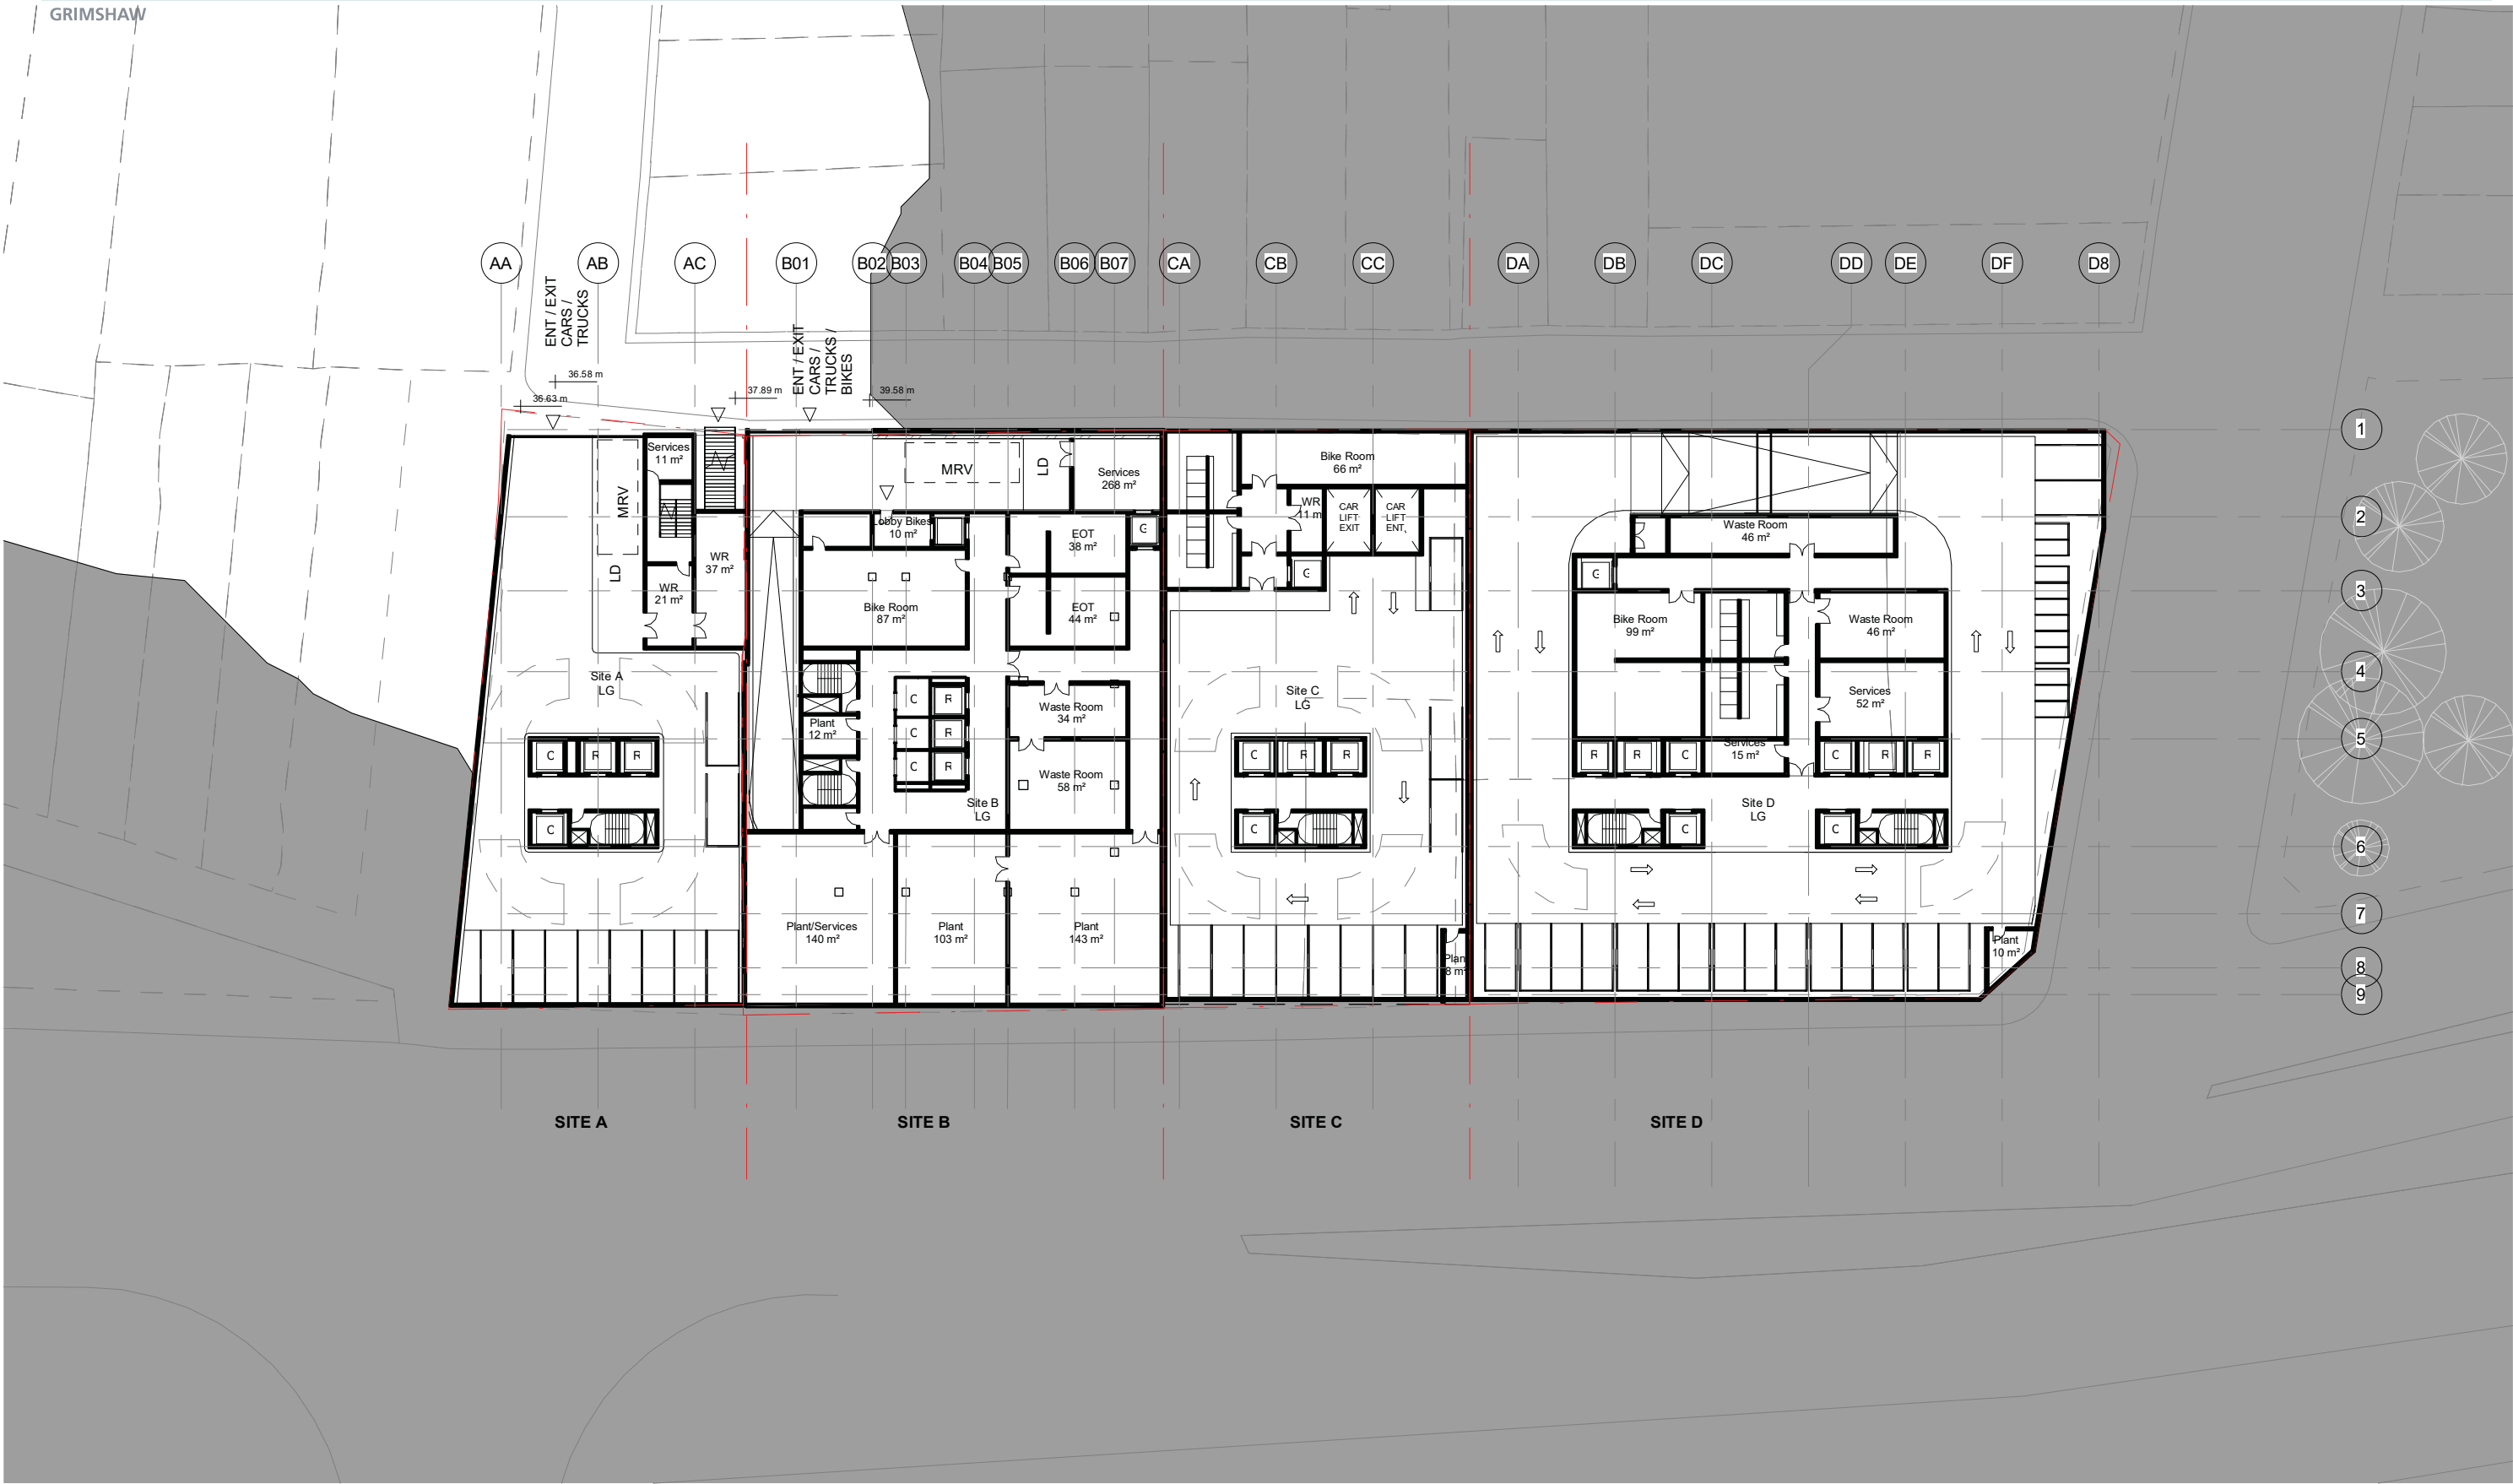 GRIMSHAW
AA
AB
AC
B01
B02
B03
B04
B05
B06
B07
CA
CB
CC
DA
DB
DC
DD
DE
DF
D8
ENT / EXIT
CARS /
TRUCKS
ENT / EXIT
CARS /
TRUCKS /
BIKES
36.58 m
36.63 m
37.89 m
39.58 m
1
2
3
4
5
6
7
8
9
Services
11 m²
MRV
LD
WR
37 m²
WR
21 m²
Site A
LG
C
R
R
C
MRV
LD
Services
268 m²
Lobby Bikes
10 m²
EOT
38 m²
G
Bike Room
87 m²
EOT
44 m²
Plant
12 m²
C
R
C
R
C
R
Waste Room
34 m²
Waste Room
58 m²
Site B
LG
Plant/Services
140 m²
Plant
103 m²
Plant
143 m²
Bike Room
66 m²
WR
11 m
CAR
LIFT
EXIT
CAR
LIFT
ENT
G
Site C
LG
C
R
R
C
Plan
8 m²
Waste Room
46 m²
G
Bike Room
99 m²
Waste Room
46 m²
Services
52 m²
R
R
C
Services
15 m²
C
R
R
Site D
LG
C
C
Plant
10 m²
SITE A
SITE B
SITE C
SITE D